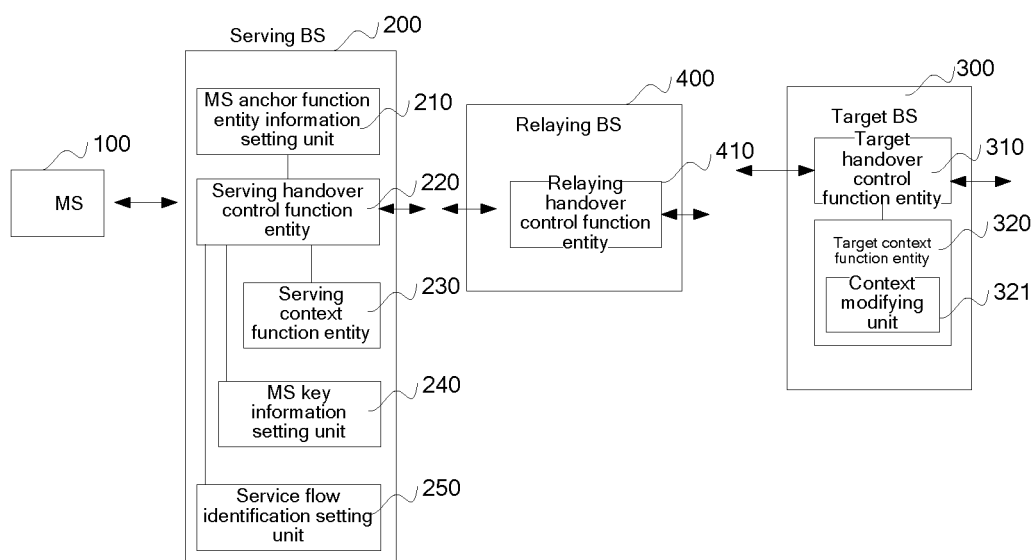 100
MS
Serving BS
200
MS anchor function
entity information
setting unit
210
Serving handover
control function
entity
220
Serving
context
function entity
230
MS key
information
setting unit
240
Service flow
identification setting
unit
250
400
Relaying BS
410
Relaying
handover
control function
entity
300
Target BS
Target
handover
control
function entity
310
320
Target context
function entity
Context
modifying
unit
321